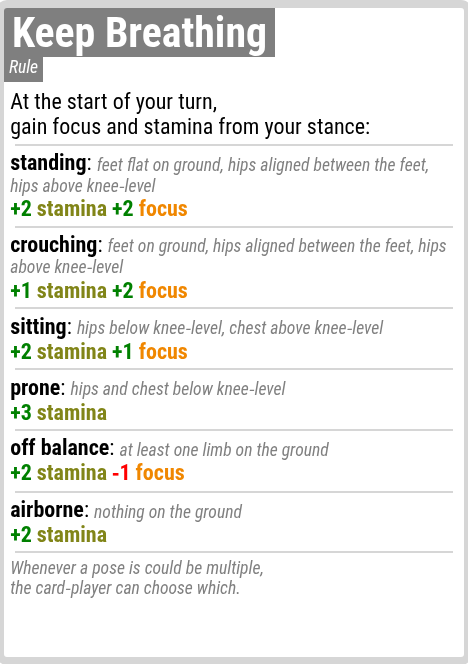 Keep Breathing
Rule
At the start of your turn,
gain focus and stamina from your stance:
standing: feet flat on ground, hips aligned between the feet,
hips above knee-level
+2 stamina +2 focus
crouching: feet on ground, hips aligned between the feet, hips
above knee-level
+1 stamina +2 focus
sitting: hips below knee-level, chest above knee-level
+2 stamina +1 focus
prone: hips and chest below knee-level
+3 stamina
off balance: at least one limb on the ground
+2 stamina -1 focus
airborne: nothing on the ground
+2 stamina
Whenever a pose is could be multiple,
the card-player can choose which.